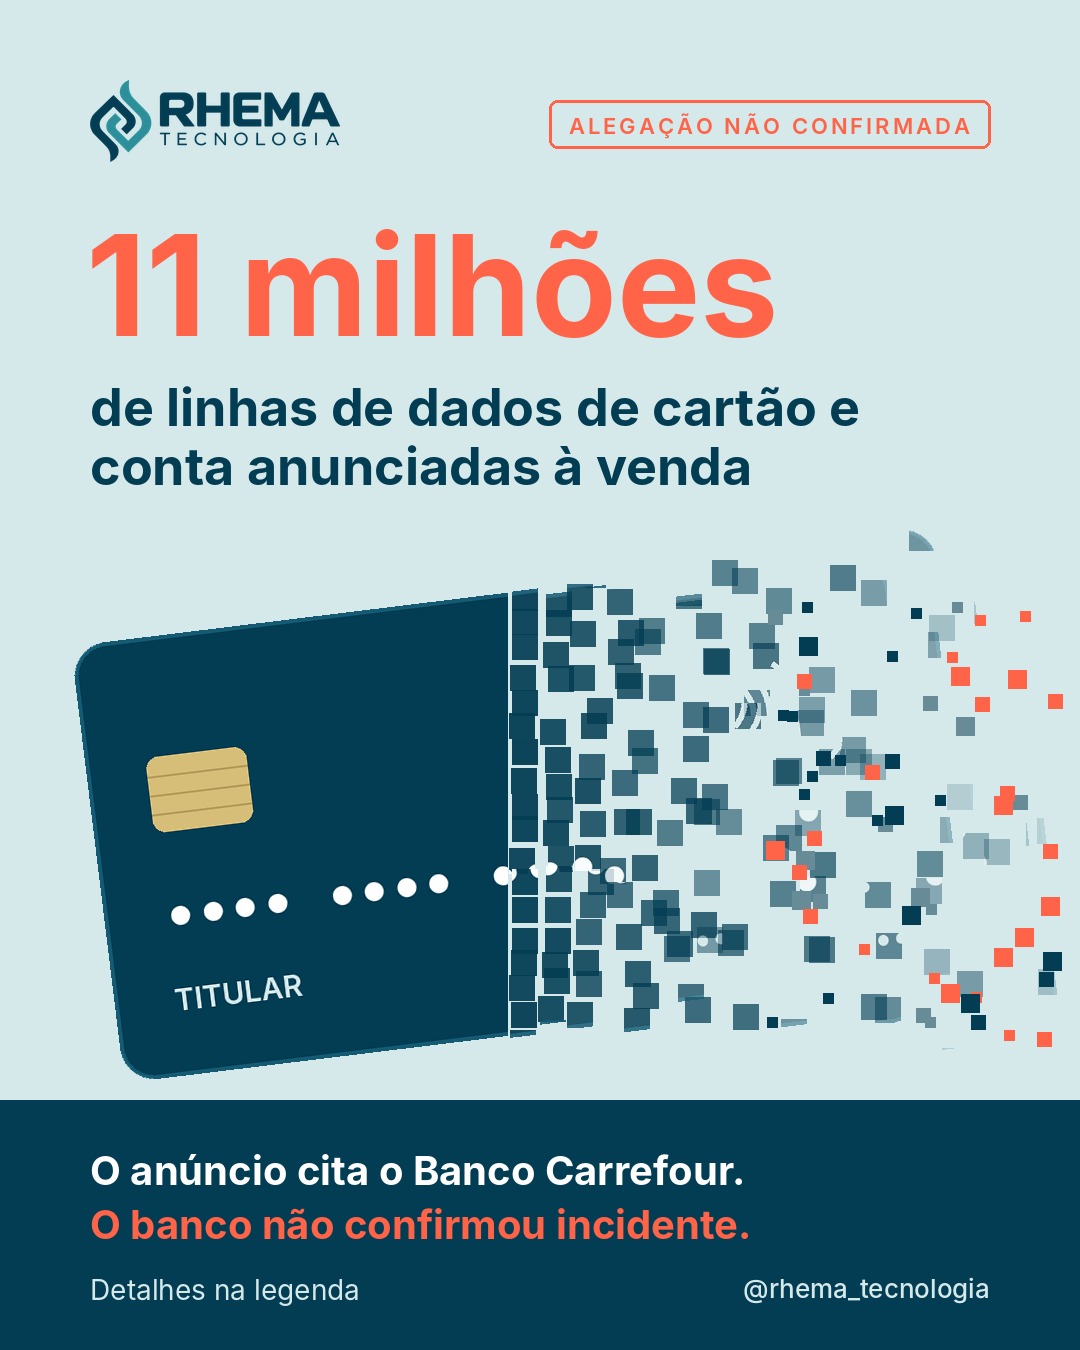 RHEMA
TECNOLOGIA
ALEGAÇÃO NÃO CONFIRMADA
11 milhões
de linhas de dados de cartão e
conta anunciadas à venda
TITULAR
O anúncio cita o Banco Carrefour.
O banco não confirmou incidente.
Detalhes na legenda
@rhema_tecnologia